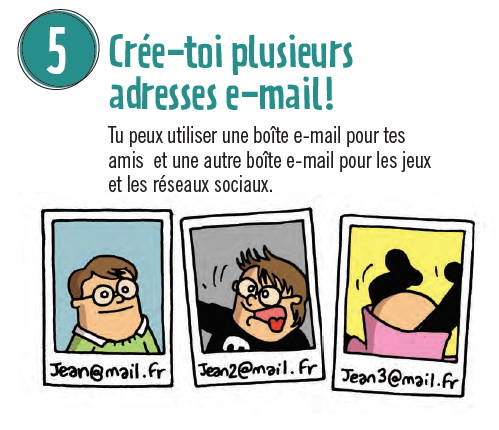 5
Crée-toi plusieurs
adresses e-mail!
Tu peux utiliser une boîte e-mail pour tes
amis et une autre boîte e-mail pour les jeux
et les réseaux sociaux.
Jean@mail.fr
Jean2@mail.fr
Jean3@mail.fr